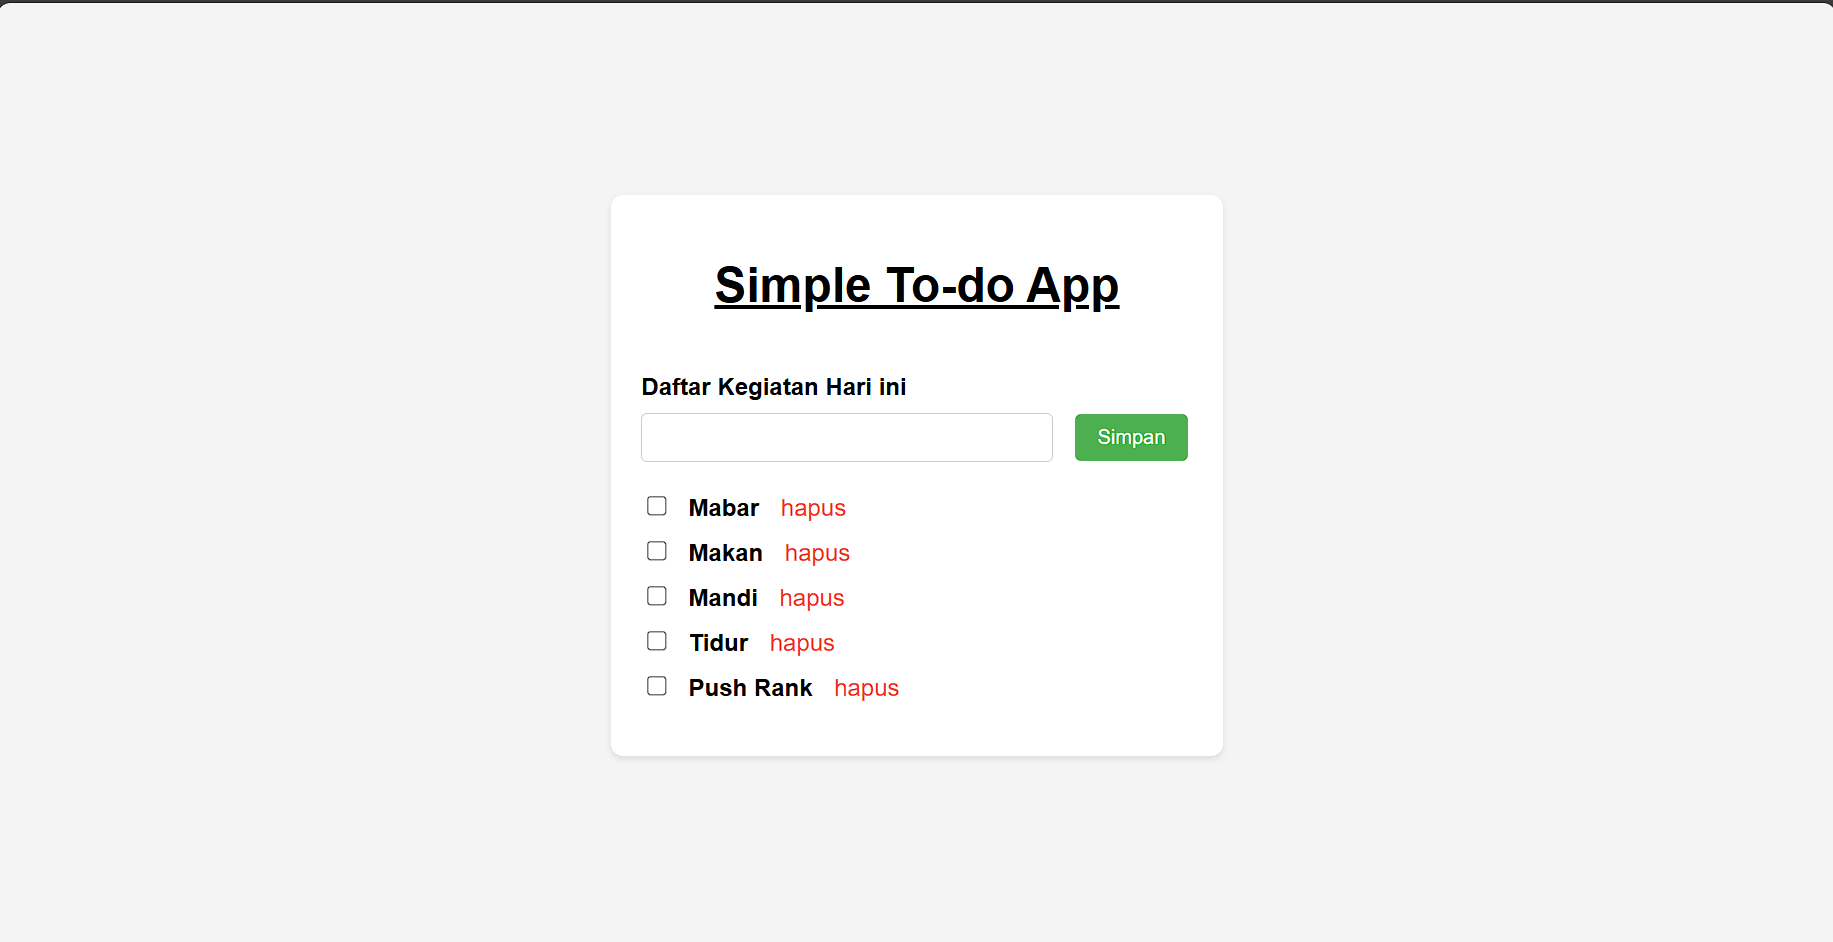 Simple To-do App
Daftar Kegiatan Hari ini
Simpan
Mabar hapus
Makan hapus
Mandi hapus
Tidur hapus
Push Rank hapus